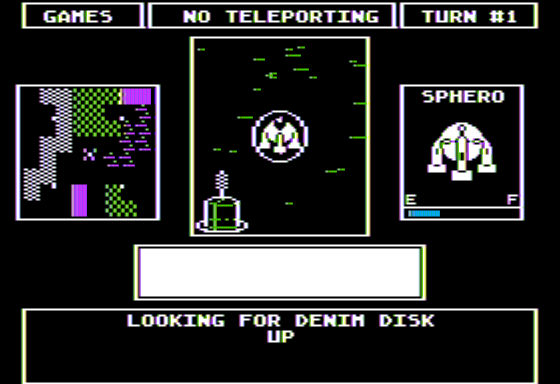 GAMES
NO TELEPORTING
TURN #1
SPHERO
E F
LOOKING FOR DENIM DISK
UP